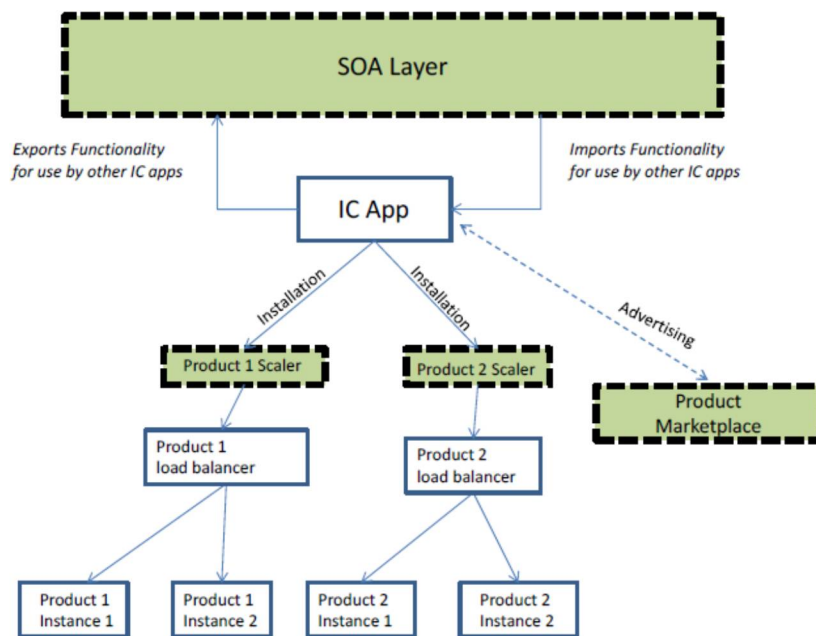 SOA Layer
Exports Functionality
for use by other IC apps
Imports Functionality
for use by other IC apps
IC App
Installation
Installation
Advertising
Product 1 Scaler
Product 2 Scaler
Product
Marketplace
Product 1
load balancer
Product 2
load balancer
Product 1
Instance 1
Product 1
Instance 2
Product 2
Instance 1
Product 2
Instance 2